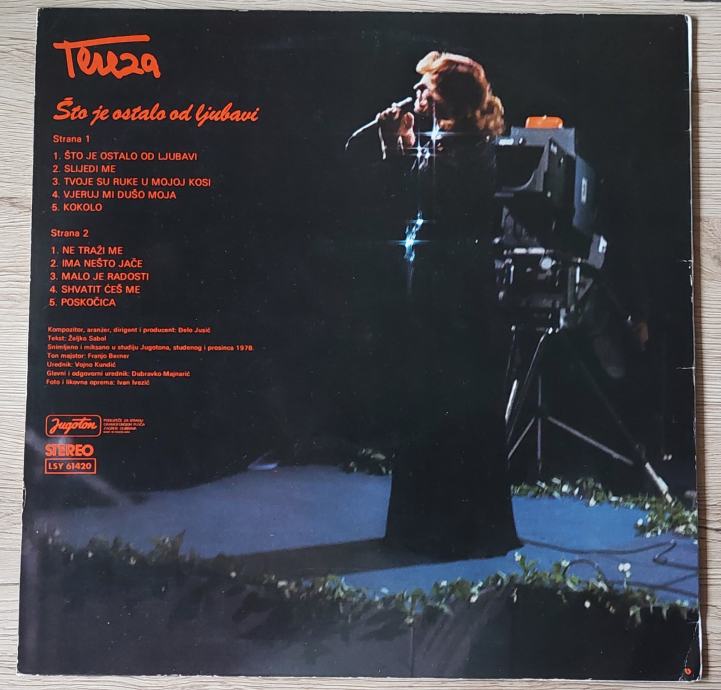 Tereza
Što je ostalo od ljubavi
Strana 1
1. ŠTO JE OSTALO OD LJUBAVI
2. SLIJEDI ME
3. TVOJE SU RUKE U MOJOJ KOSI
4. VJERUJ MI DUŠO MOJA
5. KOKOLO
Strana 2
1. NE TRAŽI ME
2. IMA NEŠTO JAČE
3. MALO JE RADOSTI
4. SHVATIT ĆEŠ ME
5. POSKOČICA
Kompozitor, aranžer, dirigent i producent: Đelo Jusić
Tekst: Željko Sabol
Snimljeno i miksano u studiju Jugotona, studenog i prosinca 1978.
Ton majstor: Franjo Berner
Urednik: Vojno Kundić
Glavni i odgovorni urednik: Dubravko Majnarić
Foto i likovna oprema: Ivan Ivezić
Jugoton
STEREO
LSY 61420